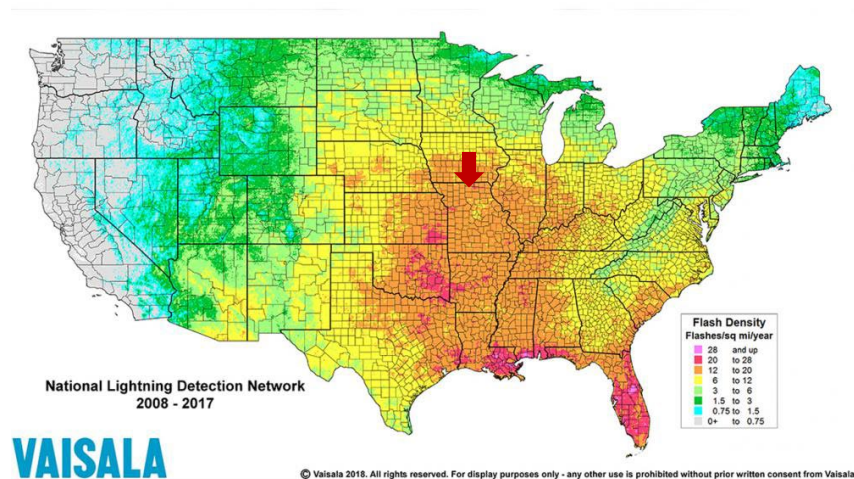 Flash Density
Flashes/sq mi/year
28 and up
20 to 28
12 to 20
6 to 12
3 to 6
1.5 to 3
0.75 to 1.5
0+ to 0.75
National Lightning Detection Network
2008 - 2017
VAISALA
© Vaisala 2018. All rights reserved. For display purposes only - any other use is prohibited without prior written consent from Vaisala